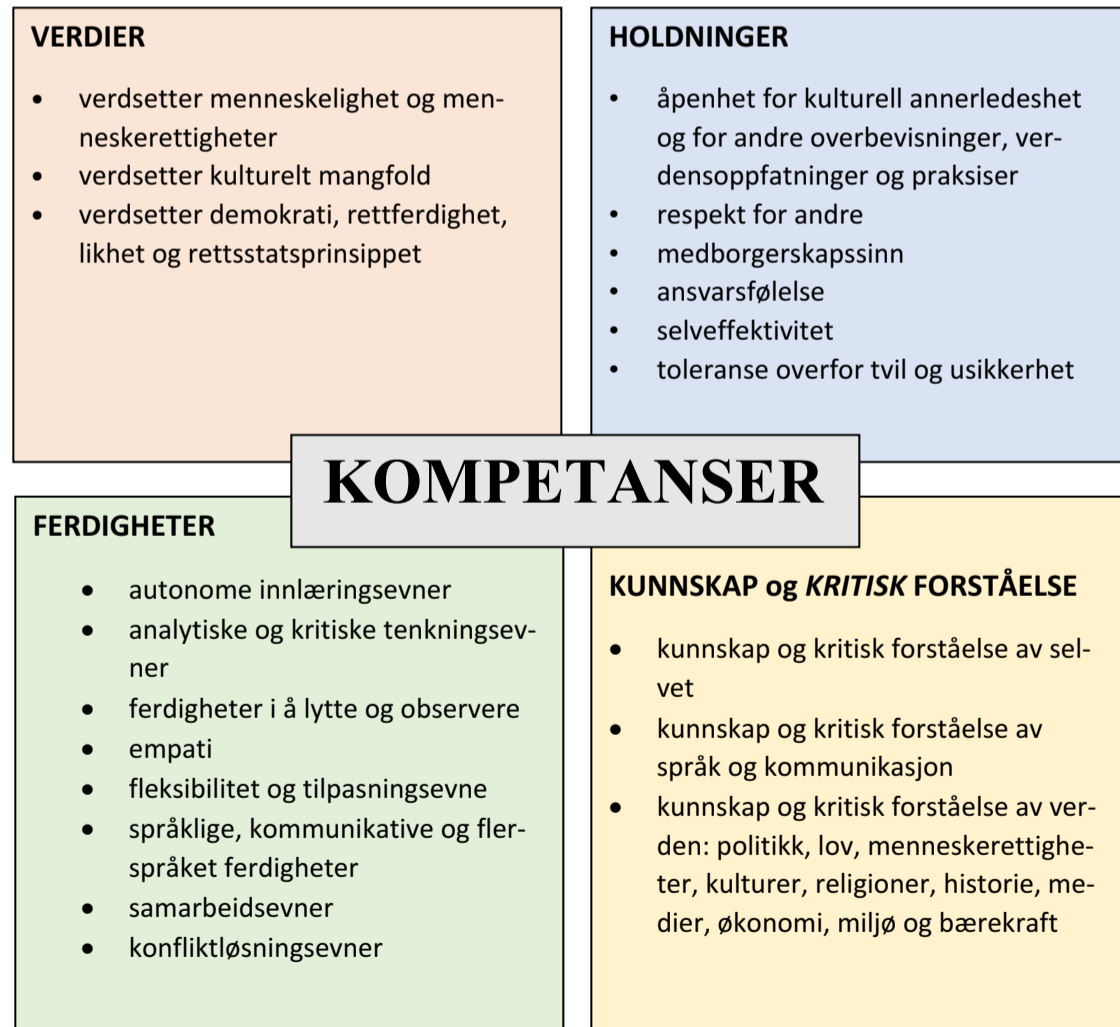 VERDIER
• verdsetter menneskelighet og men-
neskerettigheter
• verdsetter kulturelt mangfold
• verdsetter demokrati, rettferdighet,
likhet og rettsstatsprinsippet
HOLDNINGER
• åpenhet for kulturell annerledeshet
og for andre overbevisninger, ver-
densoppfatninger og praksiser
• respekt for andre
• medborgerskapssinn
• ansvarsfølelse
• selveffektivitet
• toleranse overfor tvil og usikkerhet
KOMPETANSER
FERDIGHETER
• autonome innlæringsevner
• analytiske og kritiske tenkningsev-
ner
• ferdigheter i å lytte og observere
• empati
• fleksibilitet og tilpasningsevne
• språklige, kommunikative og fler-
språket ferdigheter
• samarbeidsevner
• konfliktløsningsevner
KUNNSKAP og KRITISK FORSTÅELSE
• kunnskap og kritisk forståelse av sel-
vet
• kunnskap og kritisk forståelse av
språk og kommunikasjon
• kunnskap og kritisk forståelse av ver-
den: politikk, lov, menneskerettighe-
ter, kulturer, religioner, historie, me-
dier, økonomi, miljø og bærekraft